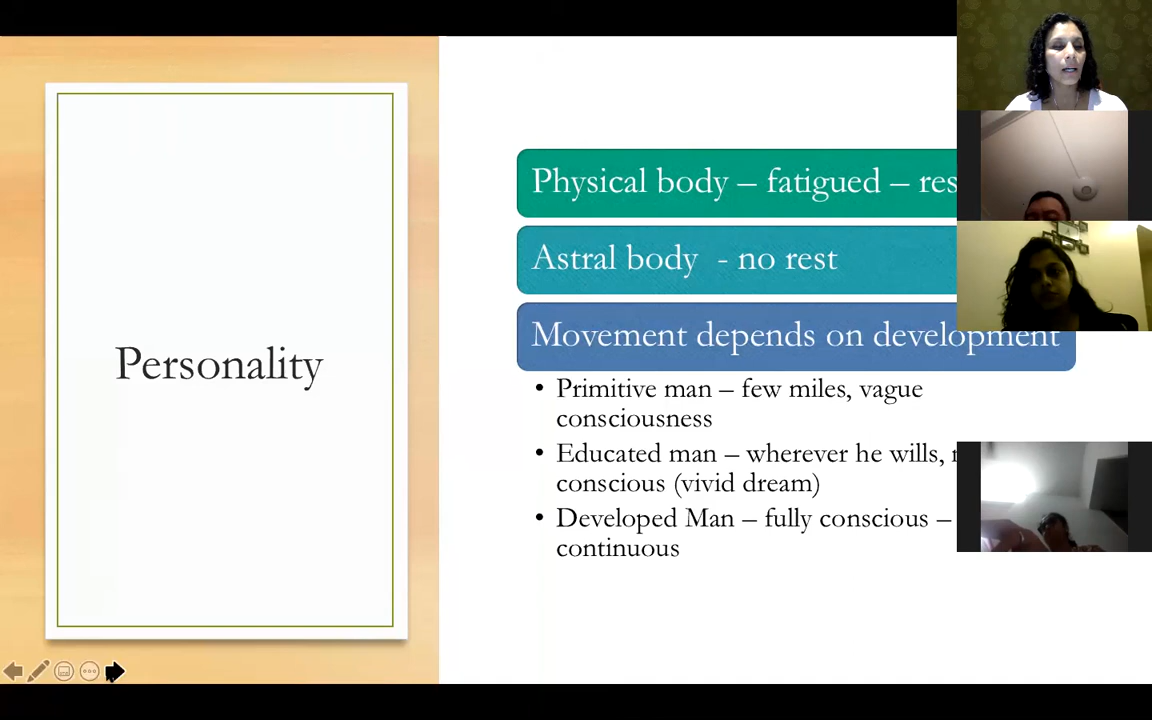 Personality
Physical body – fatigued –
Astral body - no rest
Movement depends on development
• Primitive man – few miles, vague
consciousness
• Educated man – wherever he wills,
conscious (vivid dream)
• Developed Man – fully conscious –
continuous